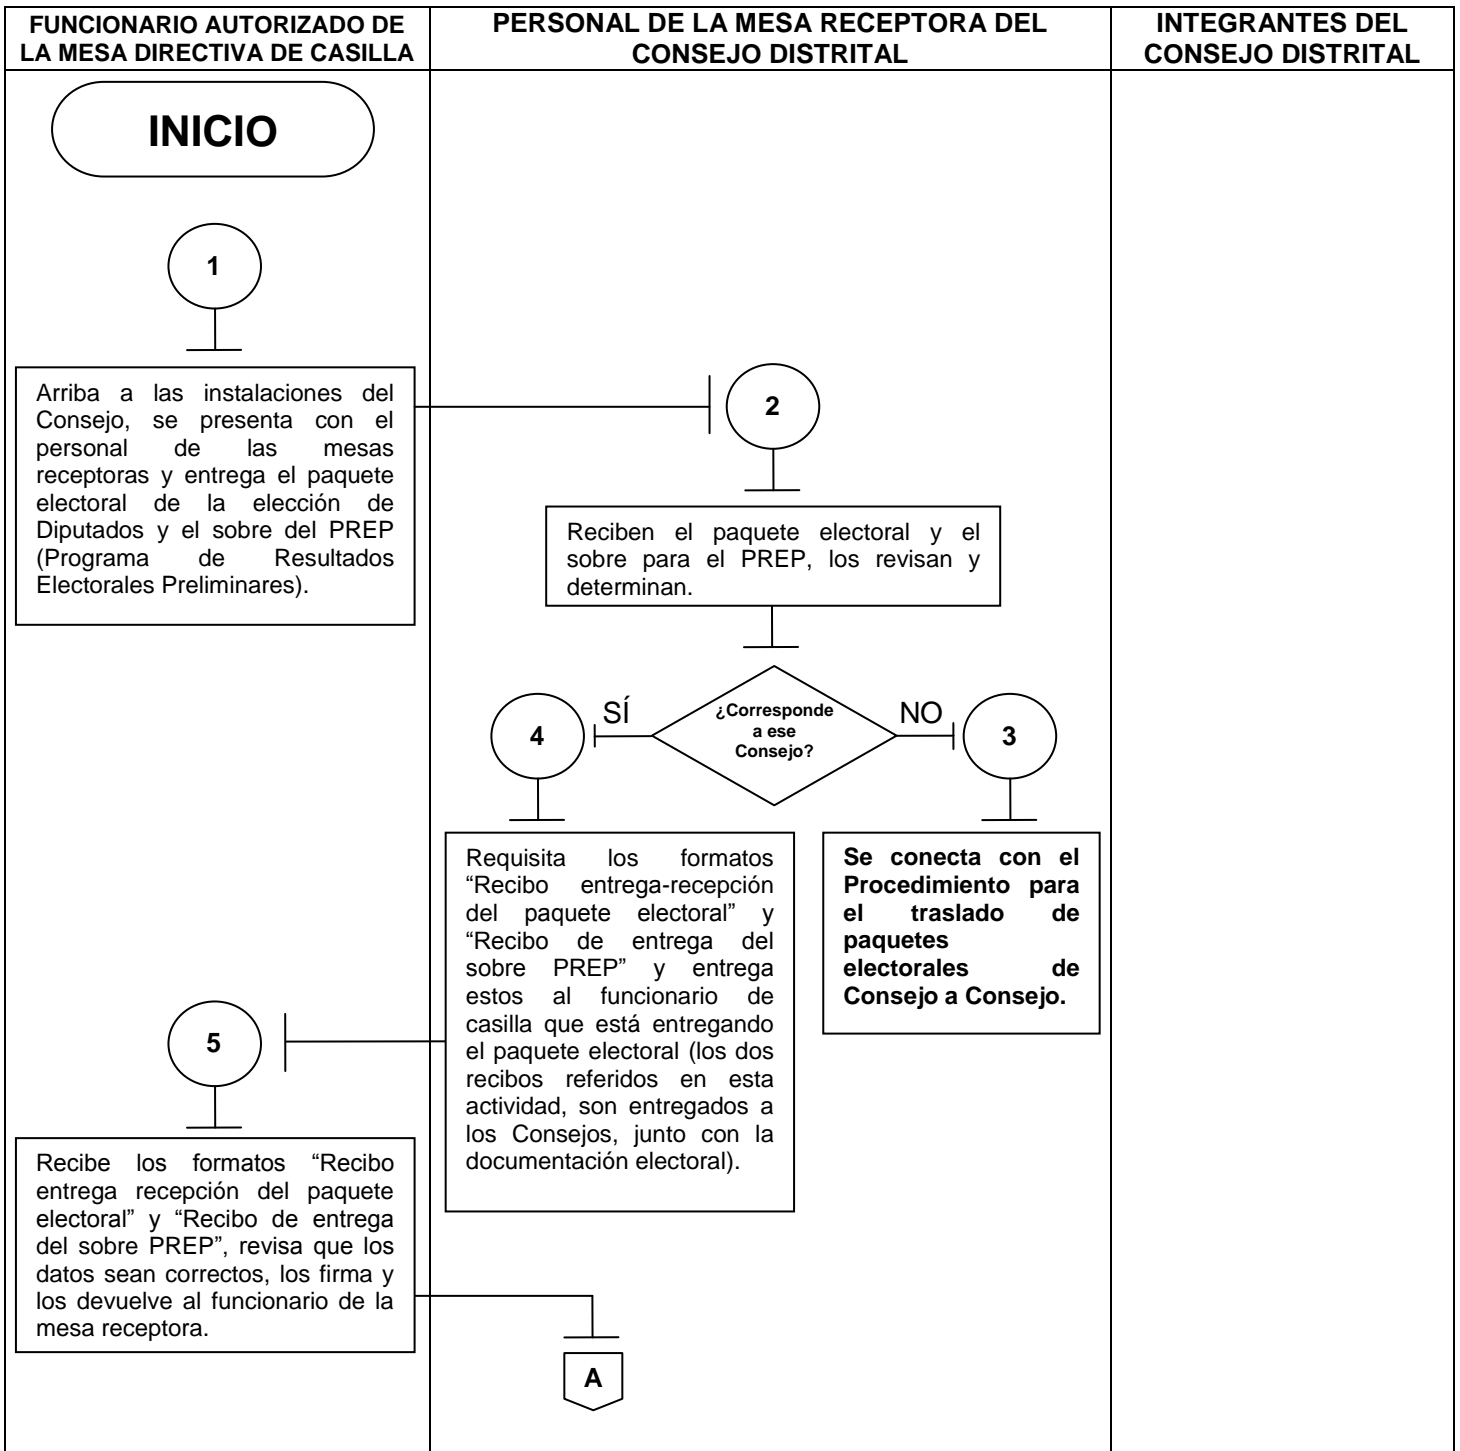 FUNCIONARIO AUTORIZADO DE
LA MESA DIRECTIVA DE CASILLA
PERSONAL DE LA MESA RECEPTORA DEL
CONSEJO DISTRITAL
INTEGRANTES DEL
CONSEJO DISTRITAL
INICIO
1
Arriba a las instalaciones del
Consejo, se presenta con el
personal de las mesas
receptoras y entrega el paquete
electoral de la elección de
Diputados y el sobre del PREP
(Programa de Resultados
Electorales Preliminares).
2
Reciben el paquete electoral y el
sobre para el PREP, los revisan y
determinan.
¿Corresponde
a ese
Consejo?
SÍ
NO
4
3
Requisita los formatos
“Recibo entrega-recepción
del paquete electoral” y
“Recibo de entrega del
sobre PREP” y entrega
estos al funcionario de
casilla que está entregando
el paquete electoral (los dos
recibos referidos en esta
actividad, son entregados a
los Consejos, junto con la
documentación electoral).
Se conecta con el
Procedimiento para
el traslado de
paquetes
electorales de
Consejo a Consejo.
5
Recibe los formatos “Recibo
entrega recepción del paquete
electoral” y “Recibo de entrega
del sobre PREP”, revisa que los
datos sean correctos, los firma y
los devuelve al funcionario de la
mesa receptora.
A